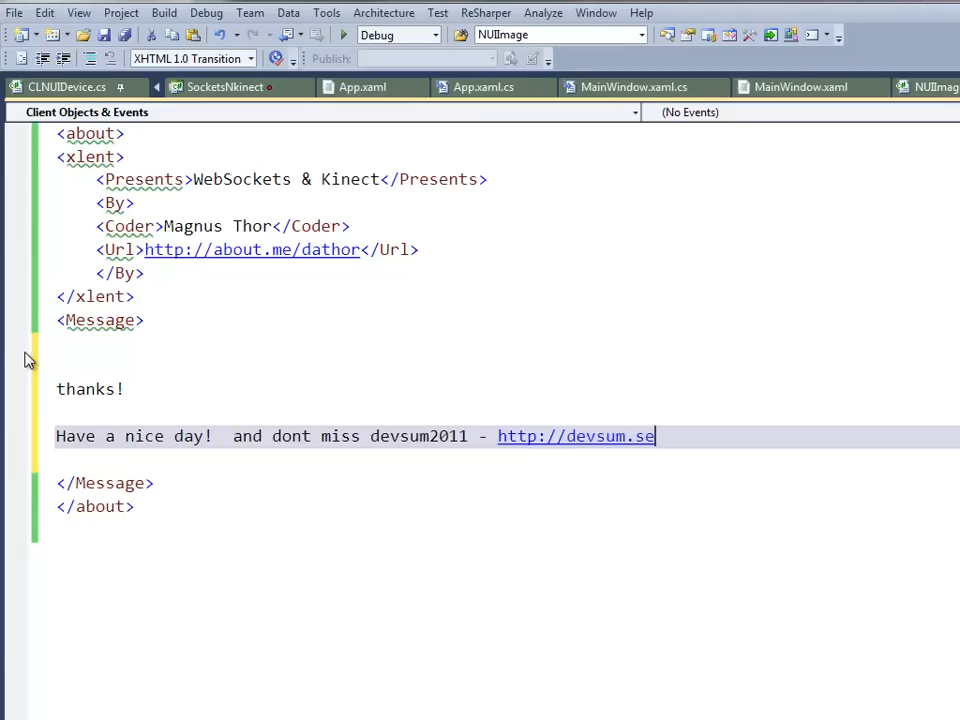 File Edit View Project Build Debug Team Data Tools Architecture Test ReSharper Analyze Window Help
Debug NUIImage
XHTML 1.0 Transition Publish:
CLNUIDevice.cs SocketsNkinect App.xaml App.xaml.cs MainWindow.xaml.cs MainWindow.xaml NUIImag
Client Objects & Events (No Events)
<about>
<xlent>
<Presents>WebSockets & Kinect</Presents>
<By>
<Coder>Magnus Thor</Coder>
<Url>http://about.me/dathor</Url>
</By>
</xlent>
<Message>
thanks!
Have a nice day!  and dont miss devsum2011 - http://devsum.se
</Message>
</about>